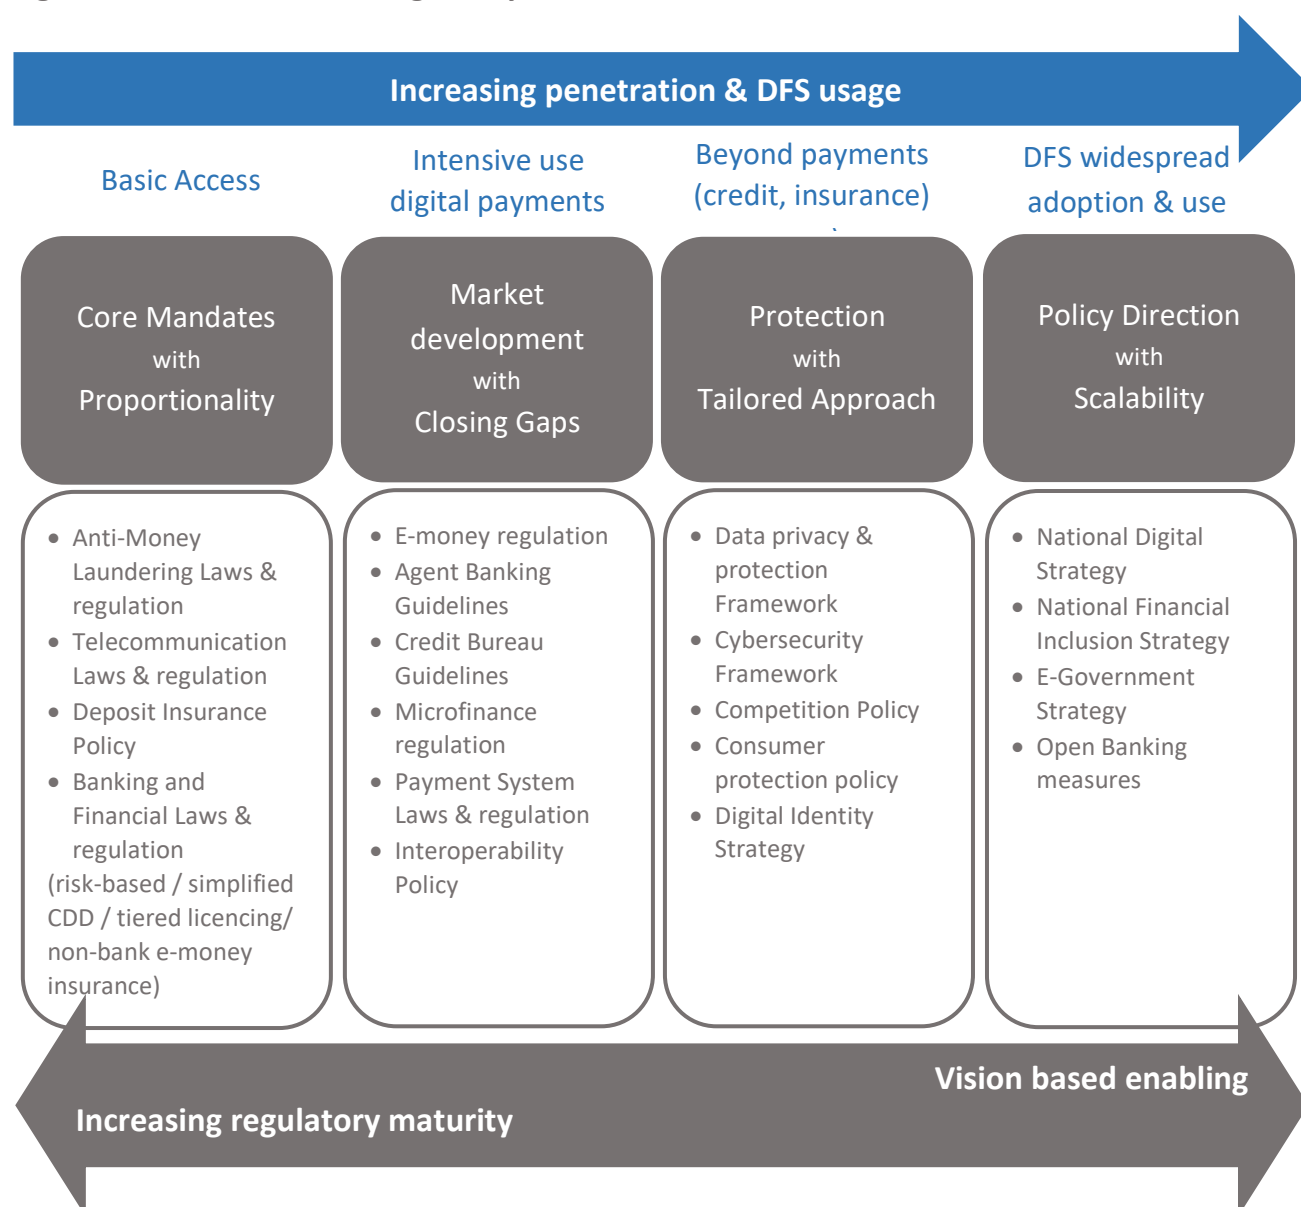 Increasing penetration & DFS usage
Basic Access
Intensive use
digital payments
Beyond payments
(credit, insurance)
DFS widespread
adoption & use
Core Mandates
with
Proportionality
Market
development
with
Closing Gaps
Protection
with
Tailored Approach
Policy Direction
with
Scalability
• Anti-Money
Laundering Laws &
regulation
• Telecommunication
Laws & regulation
• Deposit Insurance
Policy
• Banking and
Financial Laws &
regulation
(risk-based / simplified
CDD / tiered licencing/
non-bank e-money
insurance)
• E-money regulation
• Agent Banking
Guidelines
• Credit Bureau
Guidelines
• Microfinance
regulation
• Payment System
Laws & regulation
• Interoperability
Policy
• Data privacy &
protection
Framework
• Cybersecurity
Framework
• Competition Policy
• Consumer
protection policy
• Digital Identity
Strategy
• National Digital
Strategy
• National Financial
Inclusion Strategy
• E-Government
Strategy
• Open Banking
measures
Vision based enabling
Increasing regulatory maturity